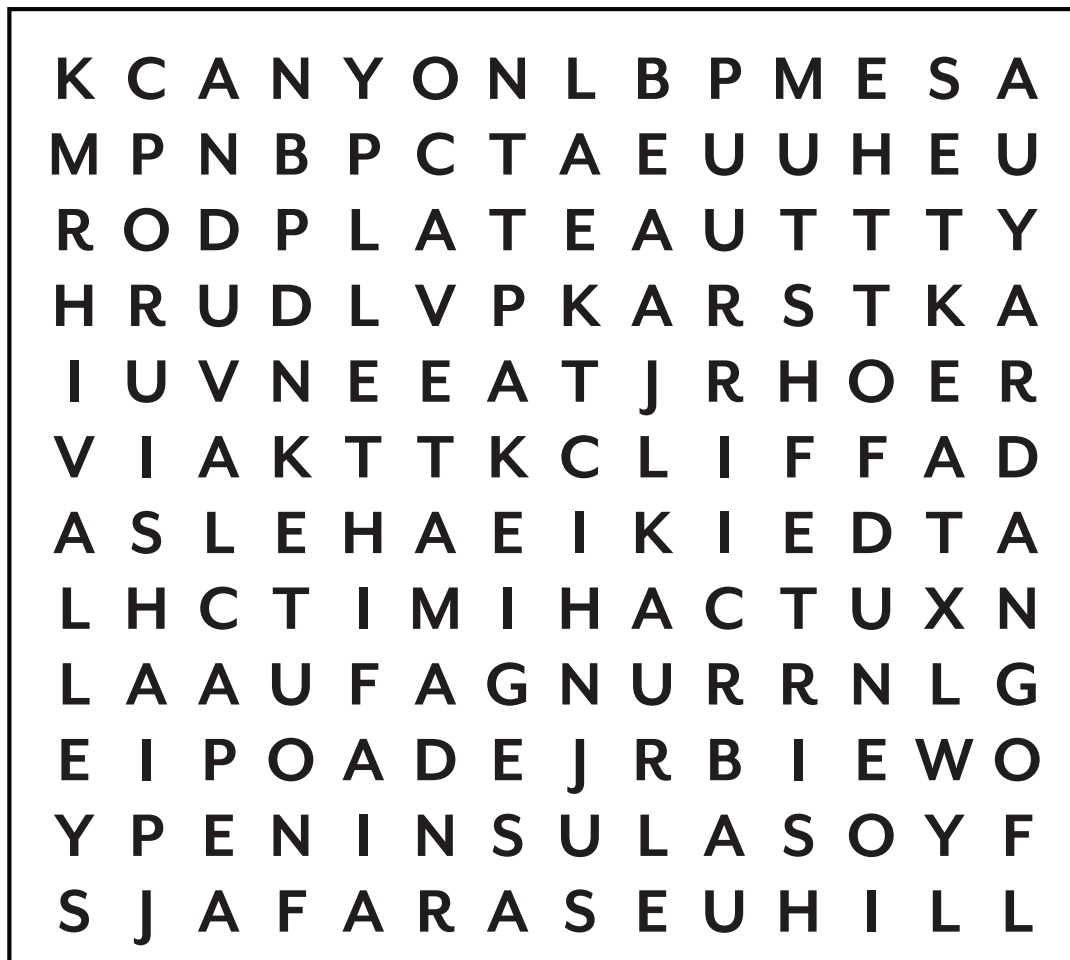 K C A N Y O N L B P M E S A
M P N B P C T A E U U H E U
R O D P L A T E A U T T T Y
H R U D L V P K A R S T K A
I U V N E E A T J R H O E R
V I A K T T K C L I F F A D
A S L E H A E I K I E D T A
L H C T I M I H A C T U X N
L A A U F A G N U R R N L G
E I P O A D E J R B I E W O
Y P E N I N S U L A S O Y F
S J A F A R A S E U H I L L